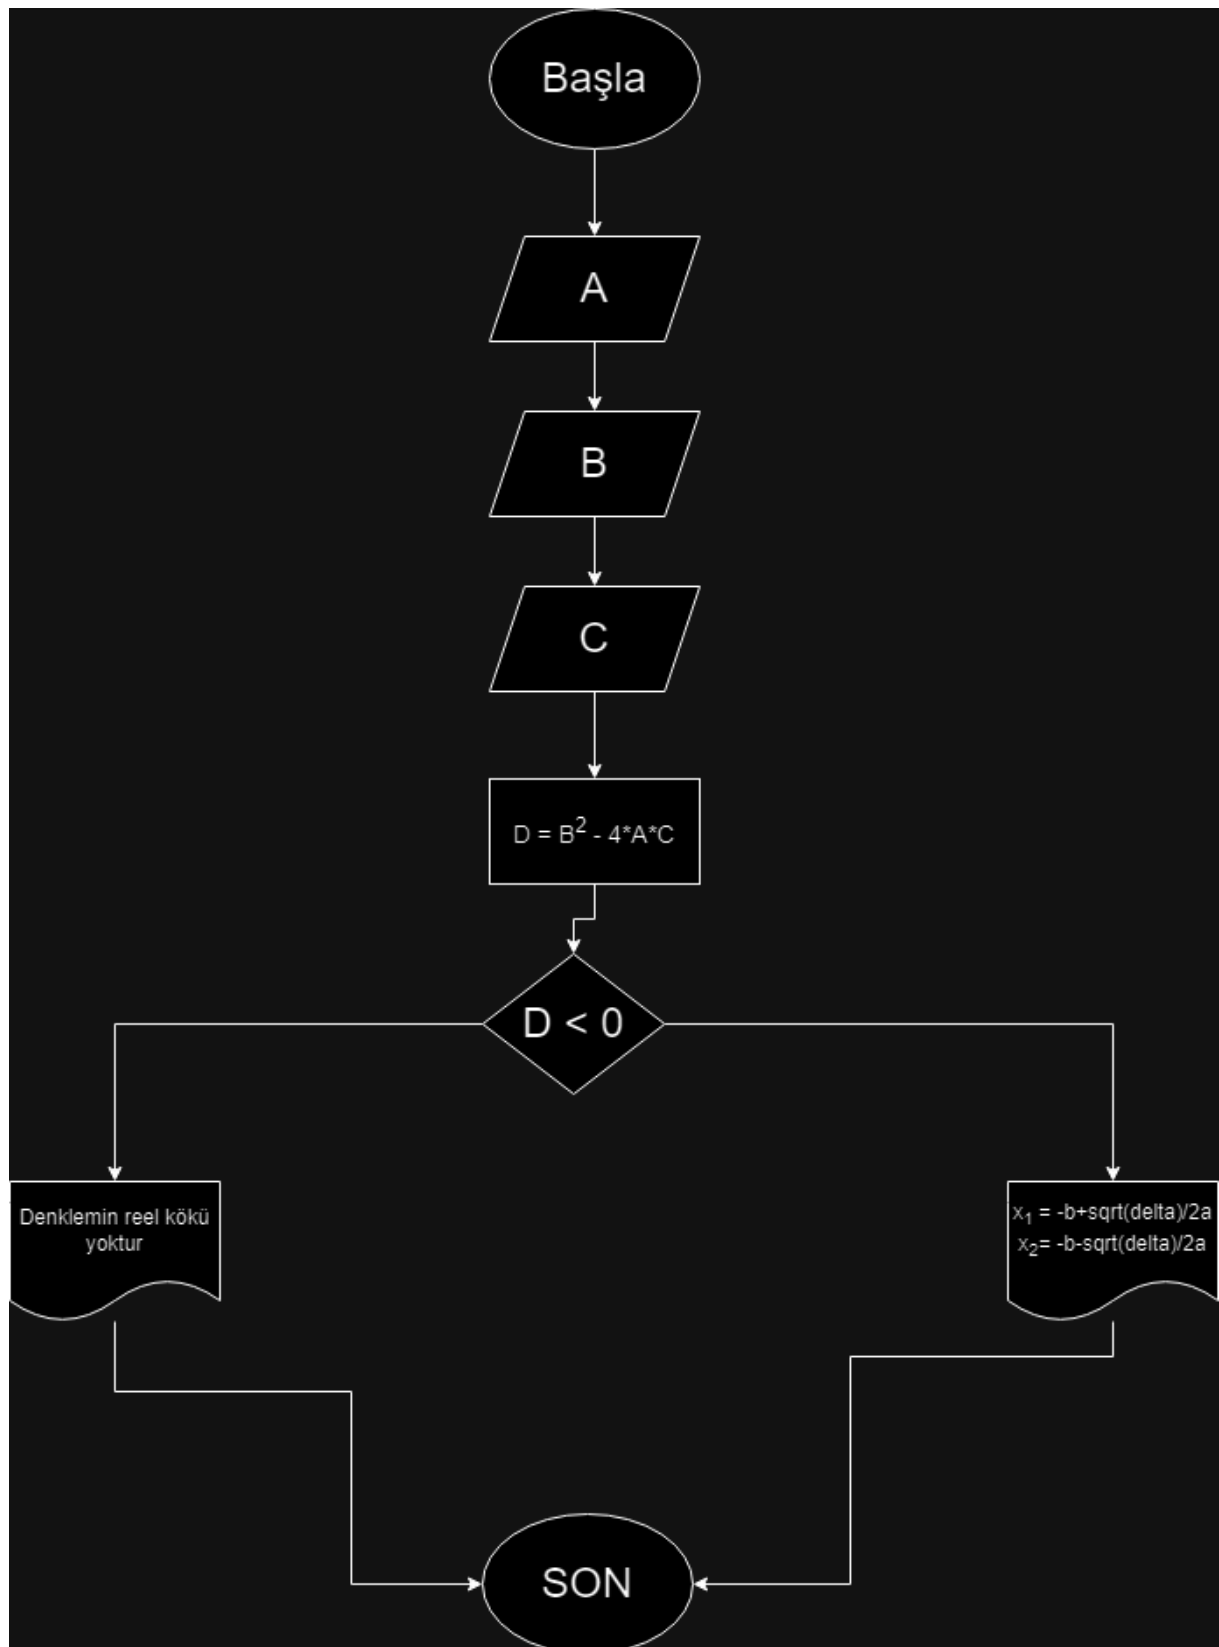 Başla
A
B
C
D = B² - 4*A*C
D < 0
Denklemin reel kökü
yoktur
x₁ = -b+sqrt(delta)/2a
x₂= -b-sqrt(delta)/2a
SON